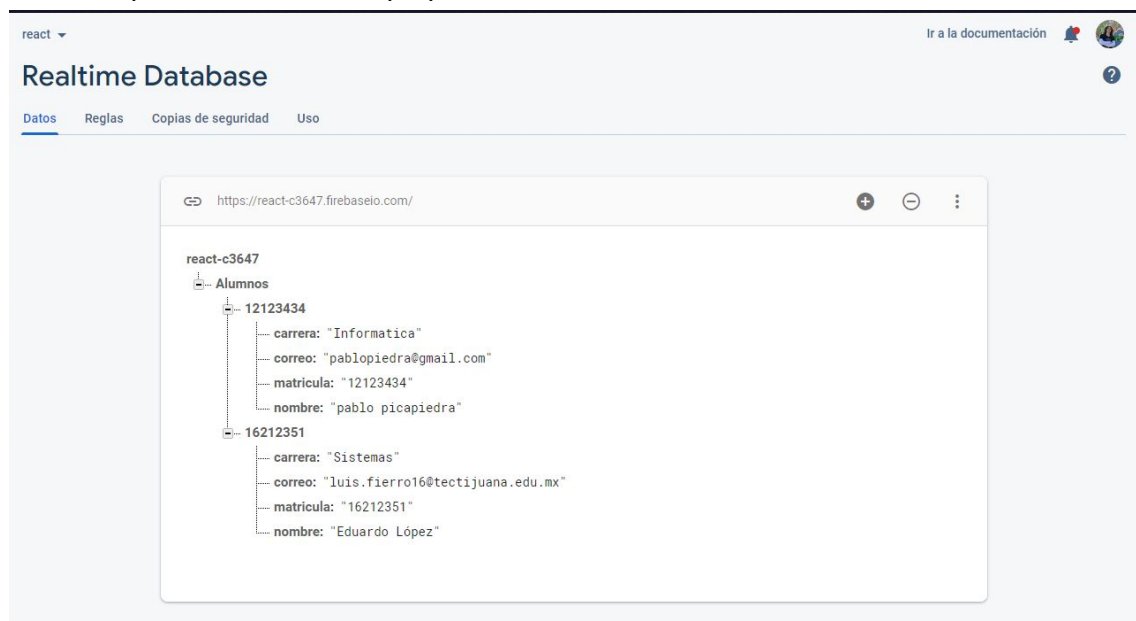 react
Ir a la documentación
Realtime Database
Datos Reglas Copias de seguridad Uso
https://react-c3647.firebaseio.com/
react-c3647
Alumnos
12123434
carrera: "Informatica"
correo: "pablopiedra@gmail.com"
matricula: "12123434"
nombre: "pablo picapiedra"
16212351
carrera: "Sistemas"
correo: "luis.fierro16@tectijuana.edu.mx"
matricula: "16212351"
nombre: "Eduardo López"